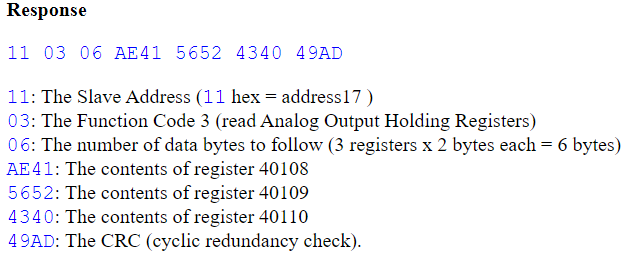 Response
11 03 06 AE41 5652 4340 49AD
11: The Slave Address (11 hex = address17 )
03: The Function Code 3 (read Analog Output Holding Registers)
06: The number of data bytes to follow (3 registers x 2 bytes each = 6 bytes)
AE41: The contents of register 40108
5652: The contents of register 40109
4340: The contents of register 40110
49AD: The CRC (cyclic redundancy check).